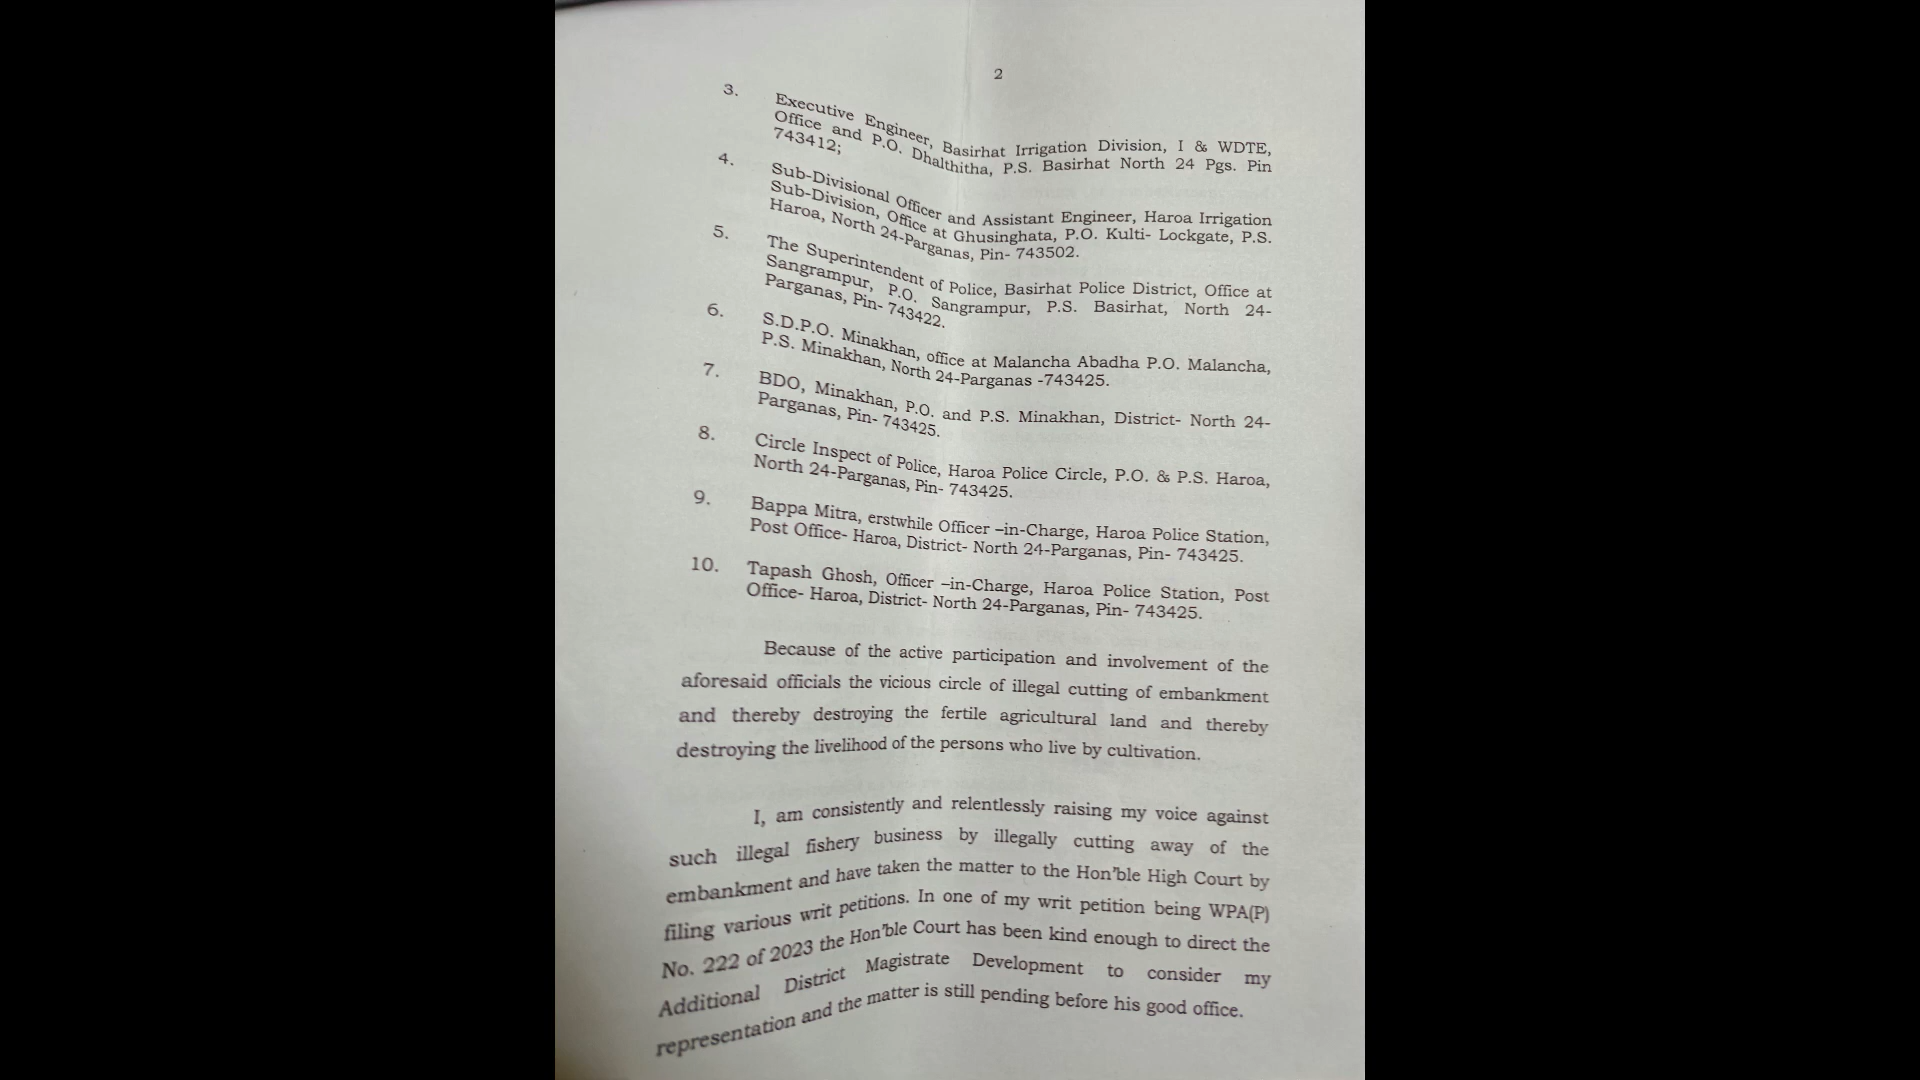 2
3. Executive Engineer, Basirhat Irrigation Division, I & WDTE,
Office and P.O. Dhalthitha, P.S. Basirhat North 24 Pgs. Pin
743412;
4. Sub-Divisional Officer and Assistant Engineer, Haroa Irrigation
Sub-Division, Office at Ghusinghata, P.O. Kulti- Lockgate, P.S.
Haroa, North 24-Parganas, Pin- 743502.
5. The Superintendent of Police, Basirhat Police District, Office at
Sangrampur, P.O. Sangrampur, P.S. Basirhat, North 24-
Parganas, Pin- 743422.
6. S.D.P.O. Minakhan, office at Malancha Abadha P.O. Malancha,
P.S. Minakhan, North 24-Parganas -743425.
7. BDO, Minakhan, P.O. and P.S. Minakhan, District- North 24-
Parganas, Pin- 743425.
8. Circle Inspect of Police, Haroa Police Circle, P.O. & P.S. Haroa,
North 24-Parganas, Pin- 743425.
9. Bappa Mitra, erstwhile Officer –in-Charge, Haroa Police Station,
Post Office- Haroa, District- North 24-Parganas, Pin- 743425.
10. Tapash Ghosh, Officer –in-Charge, Haroa Police Station, Post
Office- Haroa, District- North 24-Parganas, Pin- 743425.
Because of the active participation and involvement of the
aforesaid officials the vicious circle of illegal cutting of embankment
and thereby destroying the fertile agricultural land and thereby
destroying the livelihood of the persons who live by cultivation.
I, am consistently and relentlessly raising my voice against
such illegal fishery business by illegally cutting away of the
embankment and have taken the matter to the Hon'ble High Court by
filing various writ petitions. In one of my writ petition being WPA(P)
No. 222 of 2023 the Hon'ble Court has been kind enough to direct the
Additional District Magistrate Development to consider my
representation and the matter is still pending before his good office.